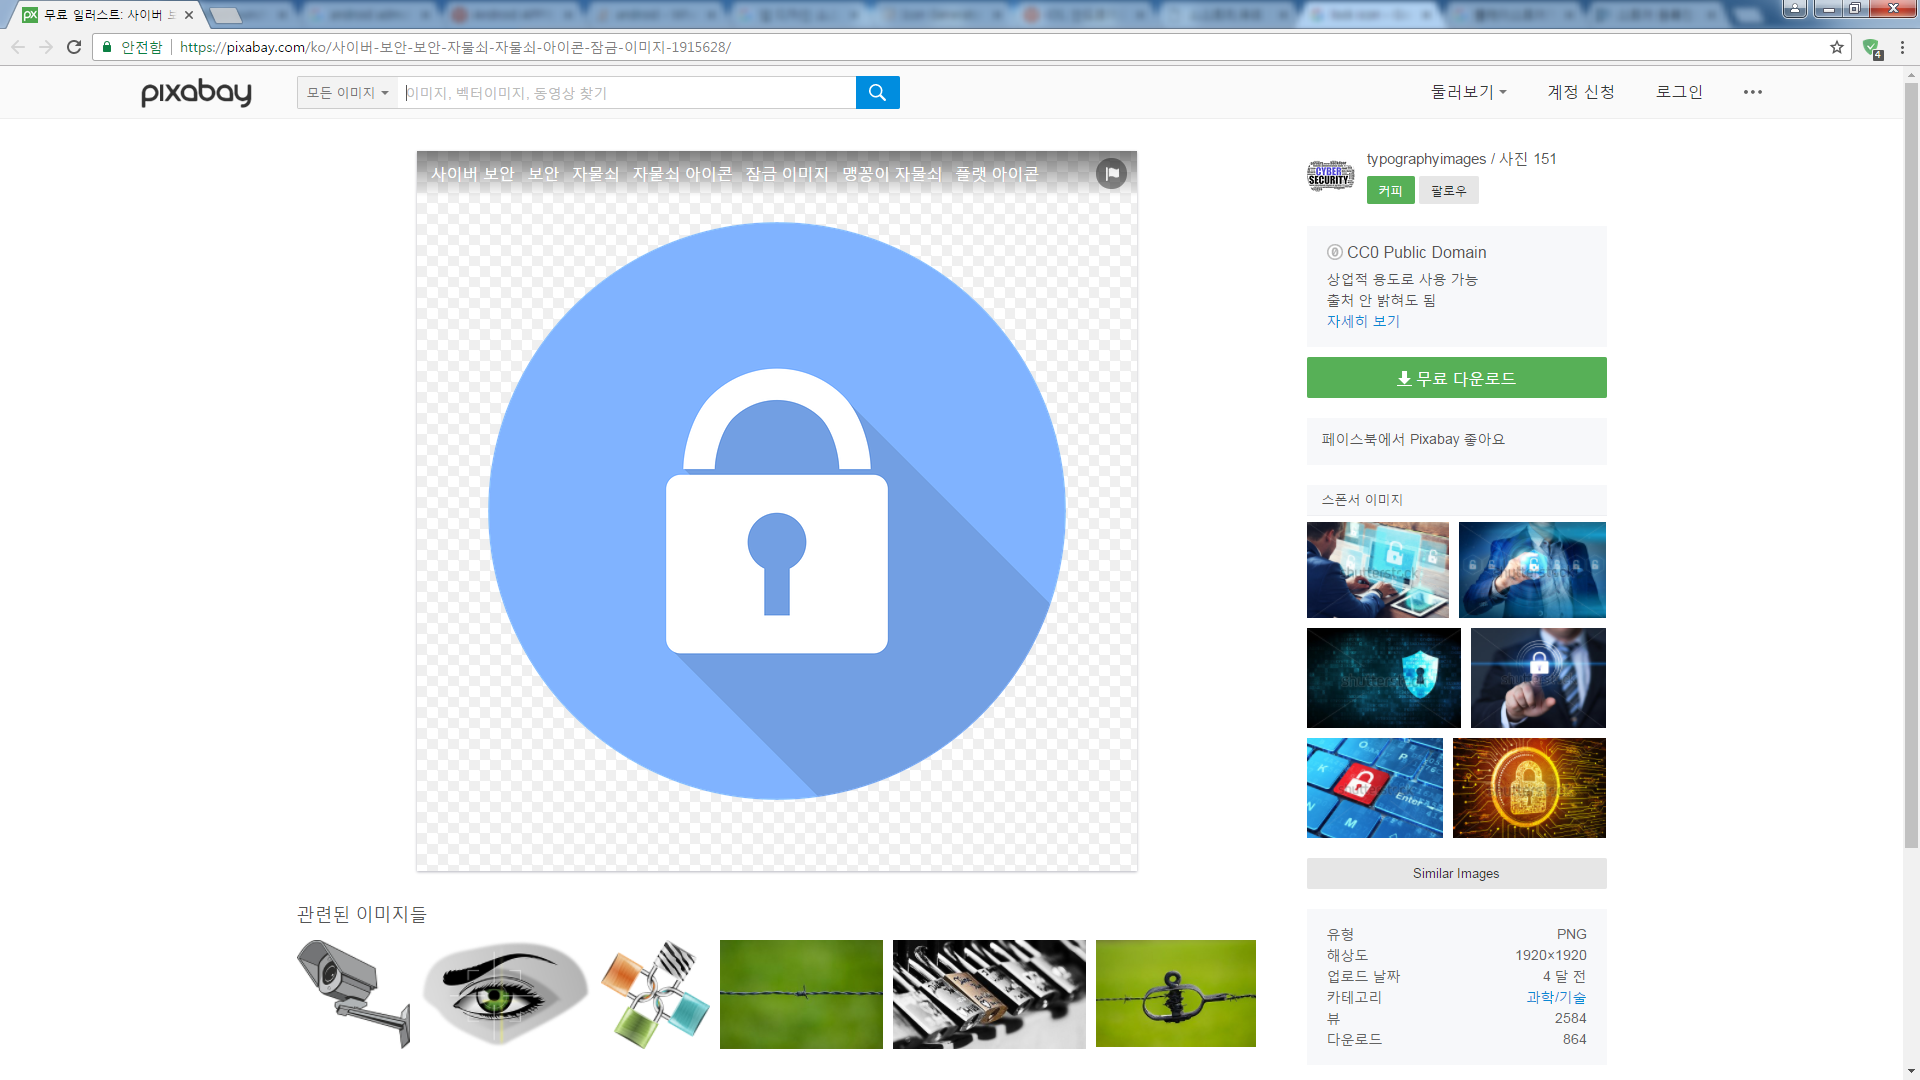 무료 일러스트: 사이버 보
안전함
https://pixabay.com/ko/사이버-보안-보안-자물쇠-자물쇠-아이콘-잠금-이미지-1915628/
4
pixabay
모든 이미지
이미지, 벡터이미지, 동영상 찾기
둘러보기
계정 신청
로그인
사이버 보안 보안 자물쇠 자물쇠 아이콘 잠금 이미지 맹꽁이 자물쇠 플랫 아이콘
CYBER
SECURITY
typographyimages / 사진 151
커피
팔로우
CC0 Public Domain
상업적 용도로 사용 가능
출처 안 밝혀도 됨
자세히 보기
무료 다운로드
페이스북에서 Pixabay 좋아요
스폰서 이미지
Enter
Similar Images
관련된 이미지들
유형 PNG
해상도 1920×1920
업로드 날짜 4 달 전
카테고리 과학/기술
뷰 2584
다운로드 864